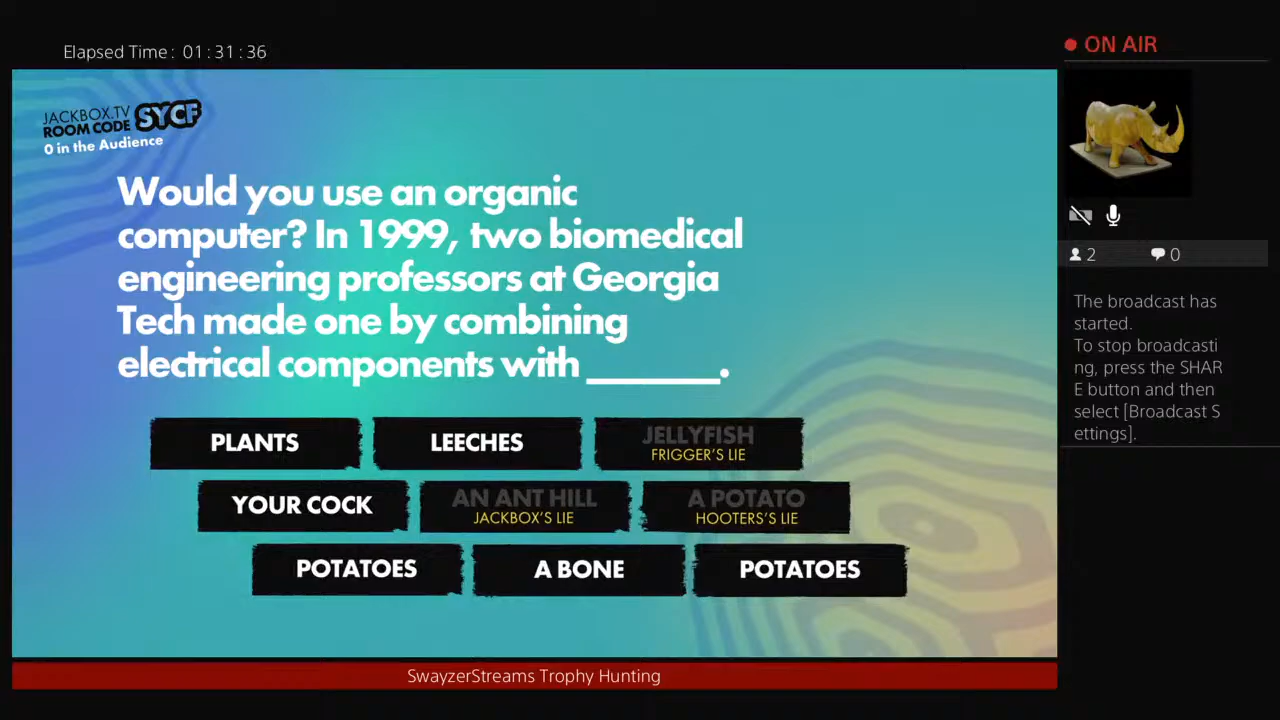 Elapsed Time: 01:31:36
ON AIR
JACKBOX.TV
ROOM CODE SYCF
0 in the Audience
Would you use an organic
computer? In 1999, two biomedical
engineering professors at Georgia
Tech made one by combining
electrical components with ________.
PLANTS
LEECHES
JELLYFISH
FRIGGER'S LIE
YOUR COCK
AN ANT HILL
JACKBOX'S LIE
A POTATO
HOOTERS'S LIE
POTATOES
A BONE
POTATOES
2
0
The broadcast has
started.
To stop broadcasti
ng, press the SHAR
E button and then
select [Broadcast S
ettings].
SwayzerStreams Trophy Hunting